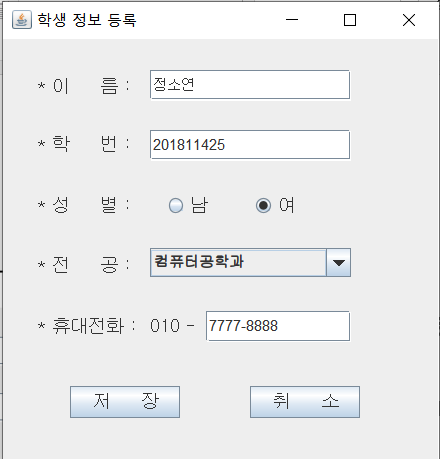 학생 정보 등록
* 이 름 : 정소연
* 학 번 : 201811425
* 성 별 : 남 여
* 전 공 : 컴퓨터공학과
* 휴대전화 : 010 - 7777-8888
저 장 취 소